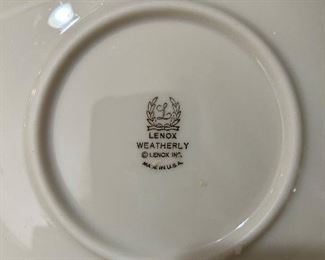 L
LENOX
WEATHERLY
© LENOX INC.
MADE IN U.S.A.